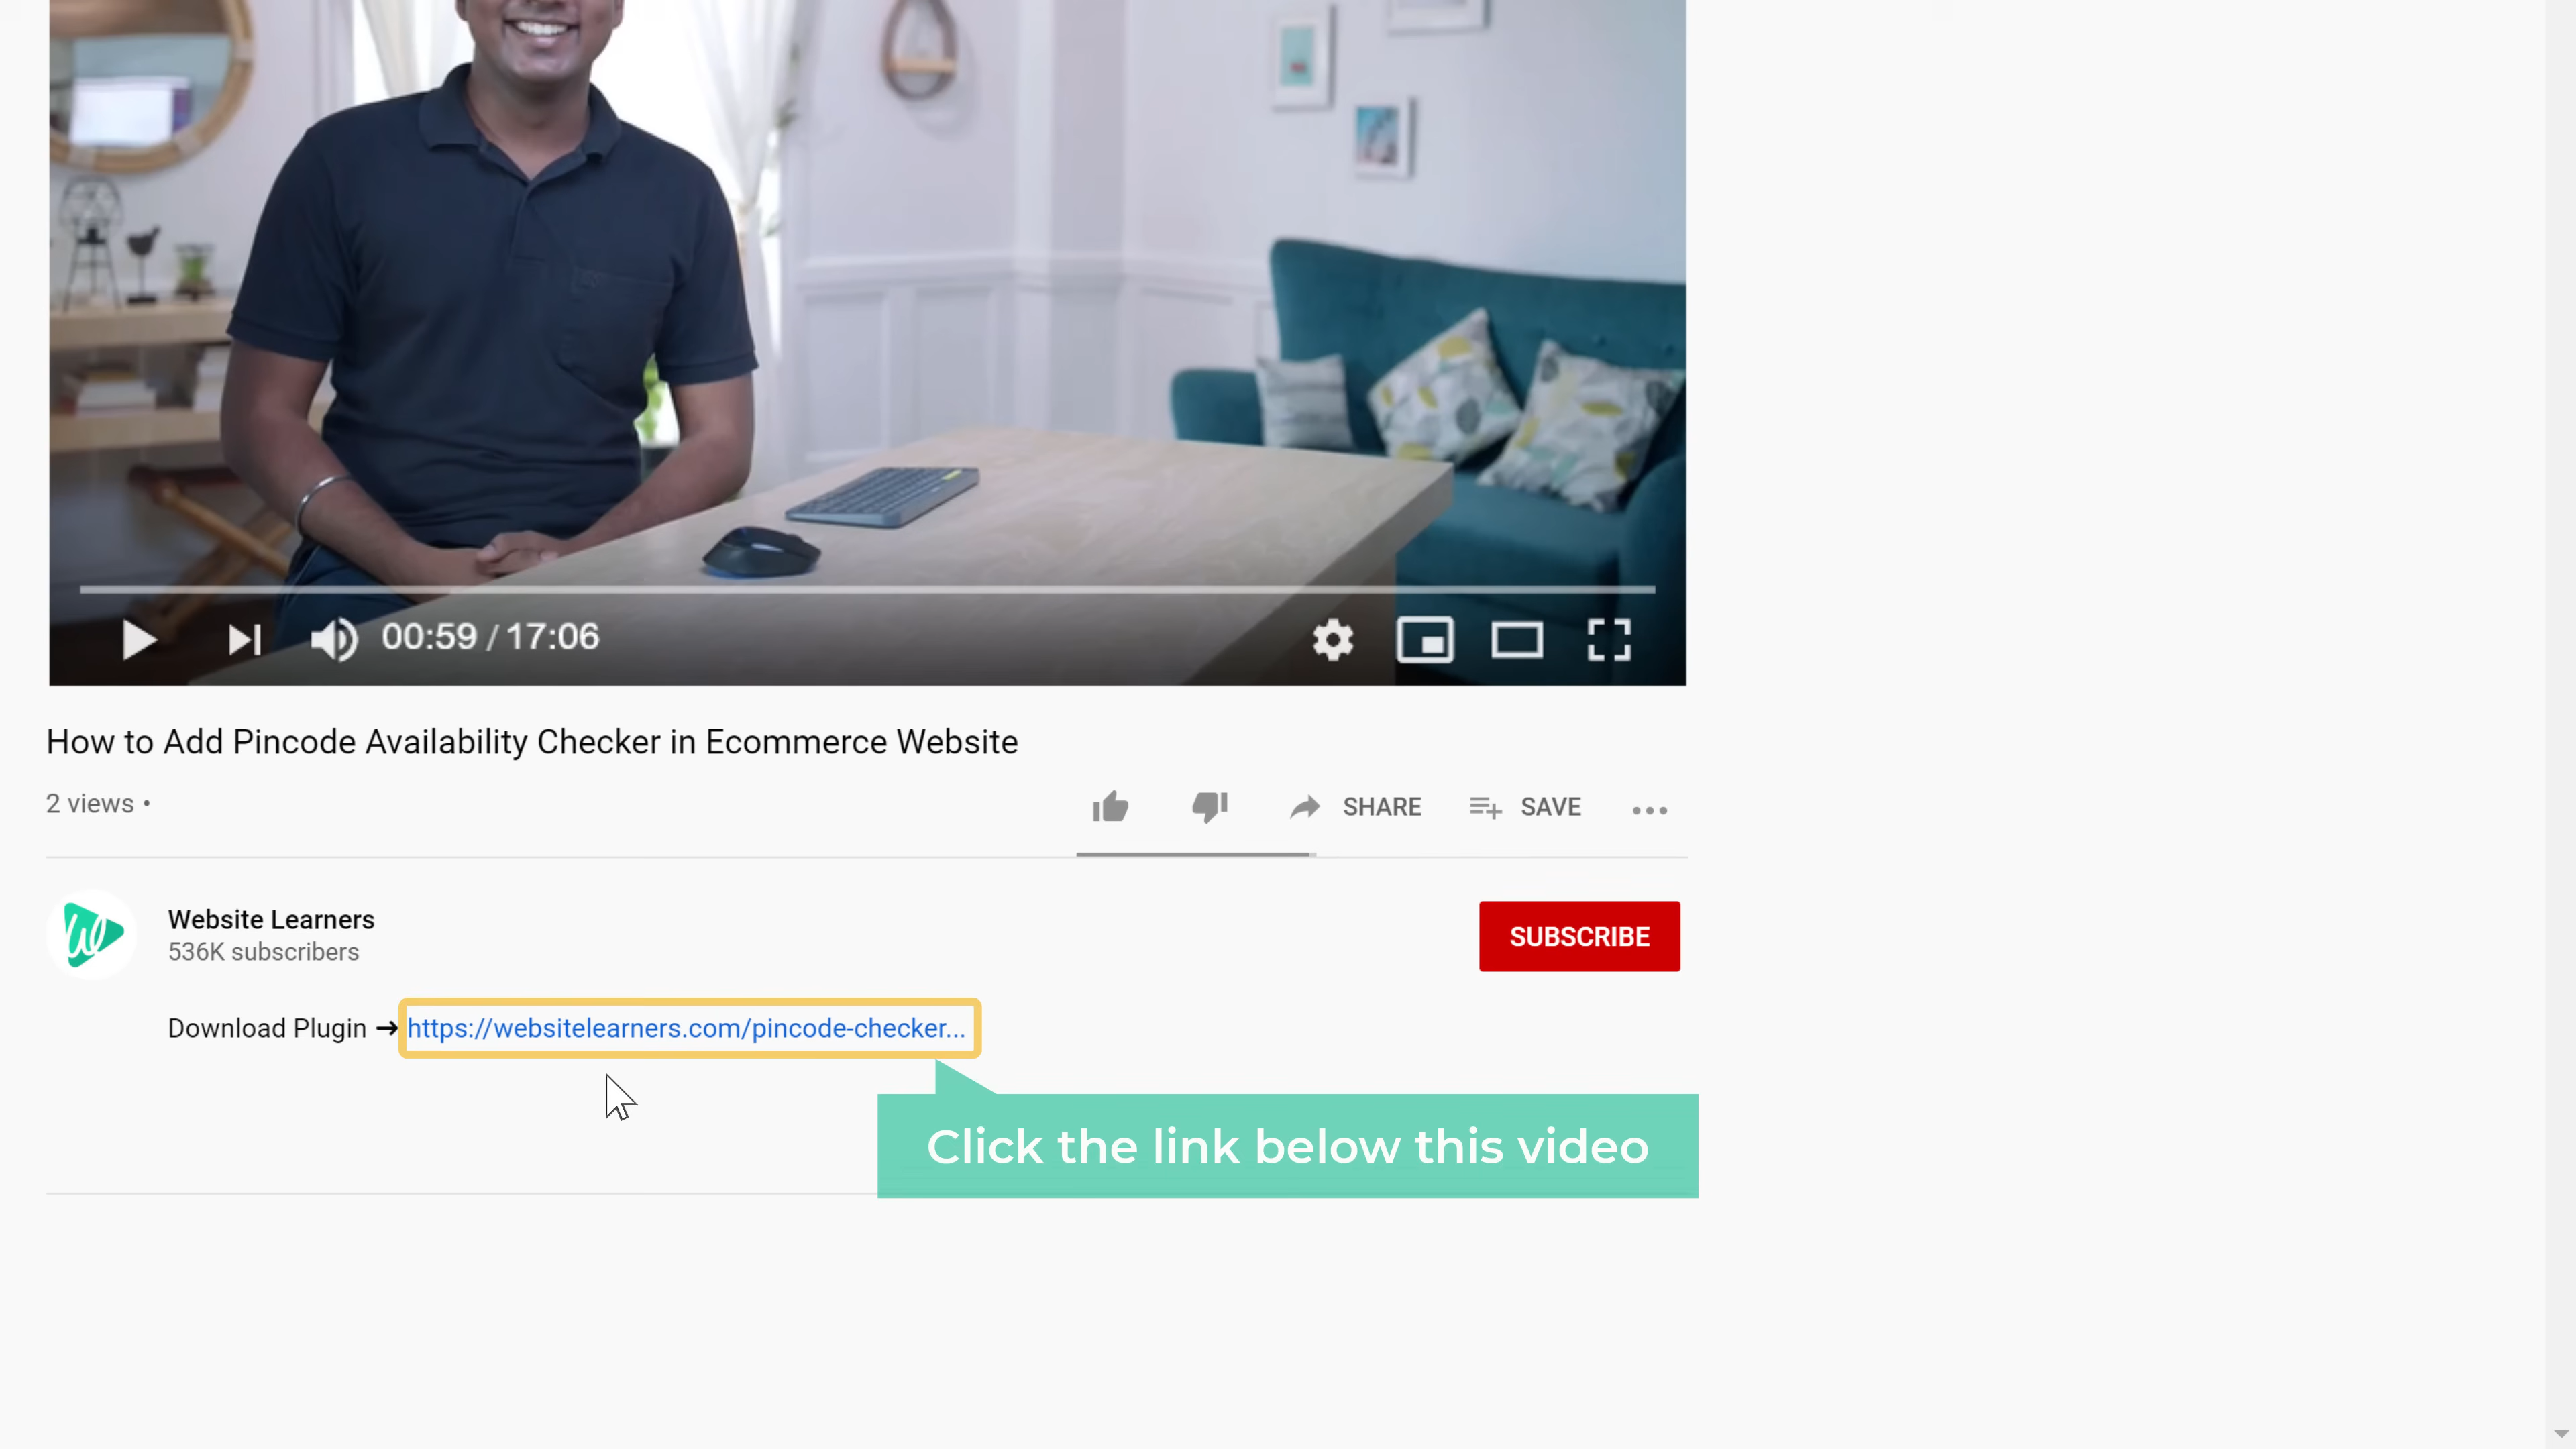 00:59 / 17:06
How to Add Pincode Availability Checker in Ecommerce Website
2 views •
SHARE
SAVE
Website Learners
536K subscribers
SUBSCRIBE
Download Plugin ➔ https://websitelearners.com/pincode-checker...
Click the link below this video